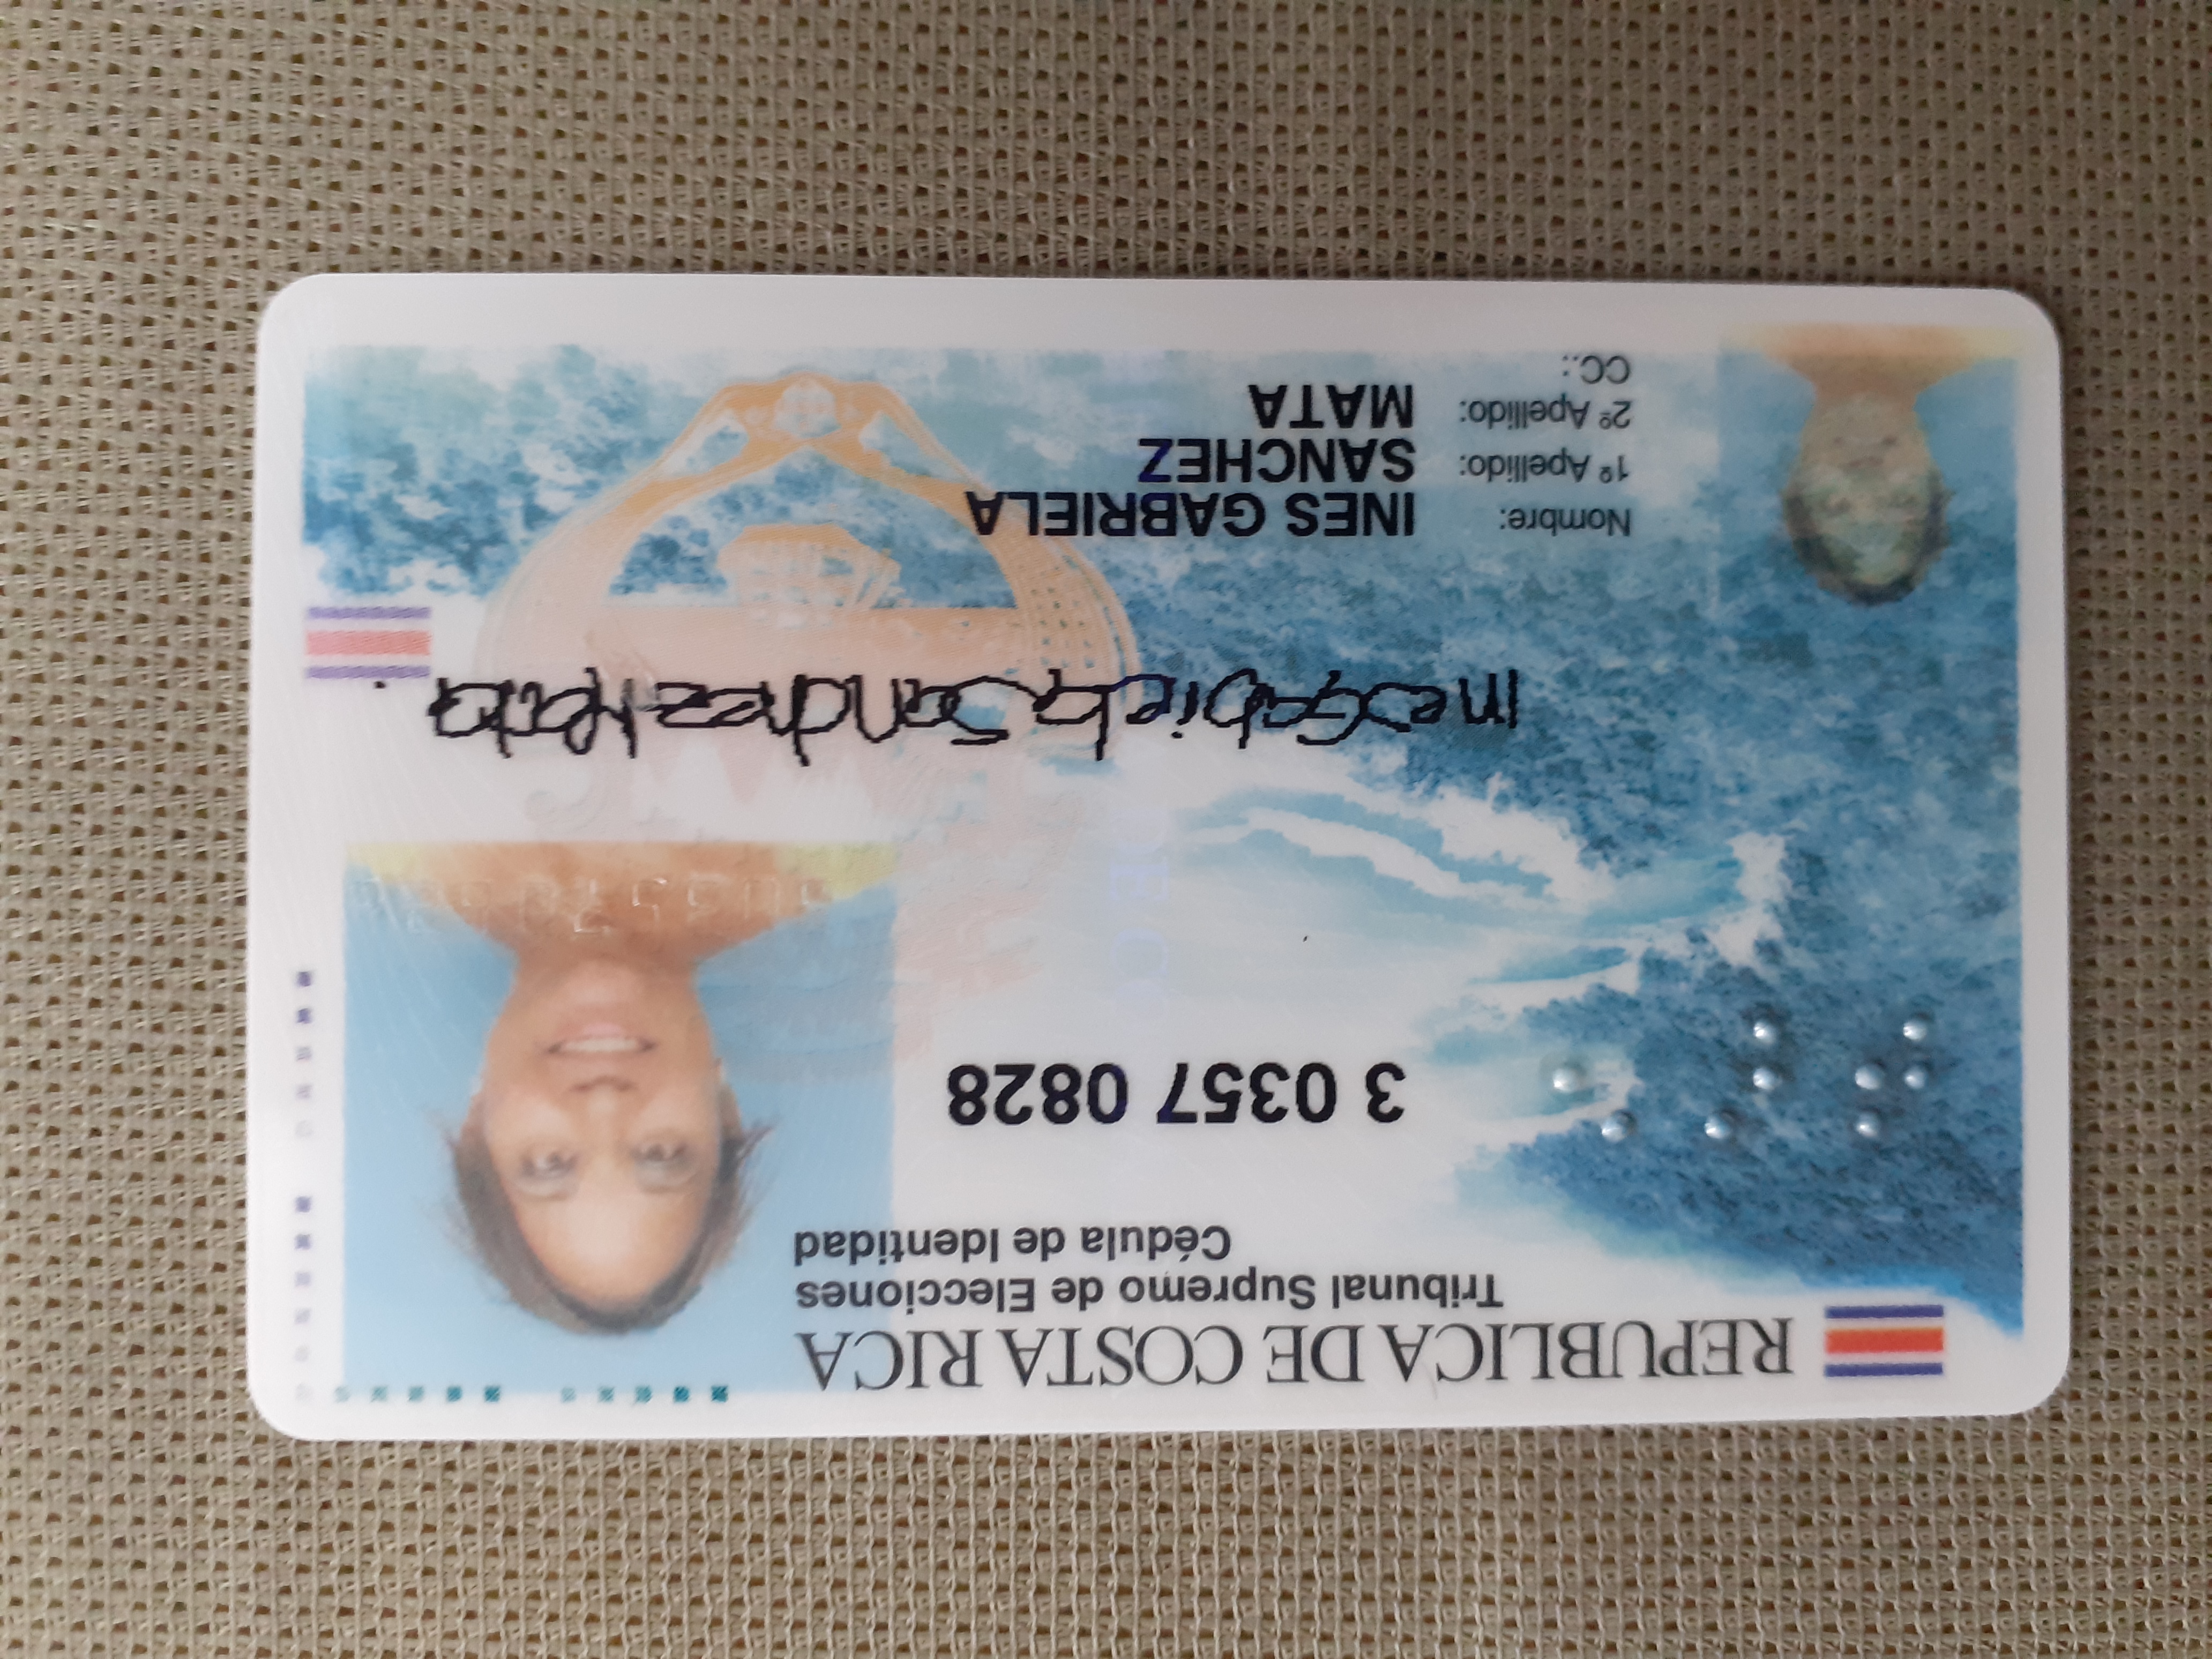 REPUBLICA DE COSTA RICA
Tribunal Supremo de Elecciones
Cédula de Identidad
3 0357 0828
Ines Gabriela Sanchez Mata.
Nombre: INES GABRIELA
1º Apellido: SANCHEZ
2º Apellido: MATA
CC.: